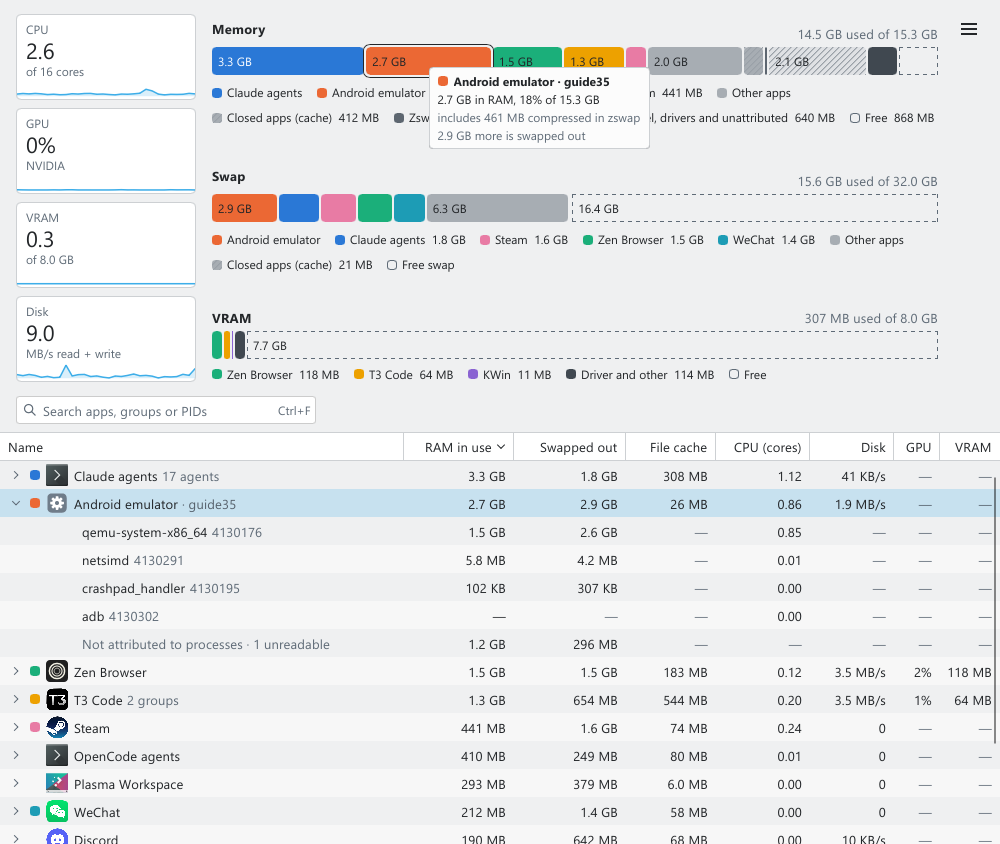 CPU
2.6
of 16 cores
GPU
0%
NVIDIA
VRAM
0.3
of 8.0 GB
Disk
9.0
MB/s read + write
Memory
14.5 GB used of 15.3 GB
3.3 GB 2.7 GB 1.5 GB 1.3 GB 2.0 GB 2.1 GB
Claude agents Android emulator 441 MB Other apps
Closed apps (cache) 412 MB drivers and unattributed 640 MB Free 868 MB
Android emulator · guide35
2.7 GB in RAM, 18% of 15.3 GB
includes 461 MB compressed in zswap
2.9 GB more is swapped out
Swap
15.6 GB used of 32.0 GB
2.9 GB 6.3 GB 16.4 GB
Android emulator Claude agents 1.8 GB Steam 1.6 GB Zen Browser 1.5 GB WeChat 1.4 GB Other apps
Closed apps (cache) 21 MB Free swap
VRAM
307 MB used of 8.0 GB
7.7 GB
Zen Browser 118 MB T3 Code 64 MB KWin 11 MB Driver and other 114 MB Free
Search apps, groups or PIDs Ctrl+F
Name RAM in use Swapped out File cache CPU (cores) Disk GPU VRAM
Claude agents 17 agents 3.3 GB 1.8 GB 308 MB 1.12 41 KB/s — —
Android emulator · guide35 2.7 GB 2.9 GB 26 MB 0.86 1.9 MB/s — —
qemu-system-x86_64 4130176 1.5 GB 2.6 GB — 0.85 — —
netsimd 4130291 5.8 MB 4.2 MB — 0.01 — —
crashpad_handler 4130195 102 KB 307 KB — 0.00 — —
adb 4130302 — — — 0.00 — —
Not attributed to processes · 1 unreadable 1.2 GB 296 MB — — — — —
Zen Browser 1.5 GB 1.5 GB 183 MB 0.12 3.5 MB/s 2% 118 MB
T3 Code 2 groups 1.3 GB 654 MB 544 MB 0.20 3.5 MB/s 1% 64 MB
Steam 441 MB 1.6 GB 74 MB 0.24 0 — —
OpenCode agents 410 MB 249 MB 80 MB 0.01 0 — —
Plasma Workspace 293 MB 379 MB 6.0 MB 0.00 0 — —
WeChat 212 MB 1.4 GB 58 MB 0.00 0 — —
Discord 190 MB 642 MB 68 MB 0.00 10 KB/s — —